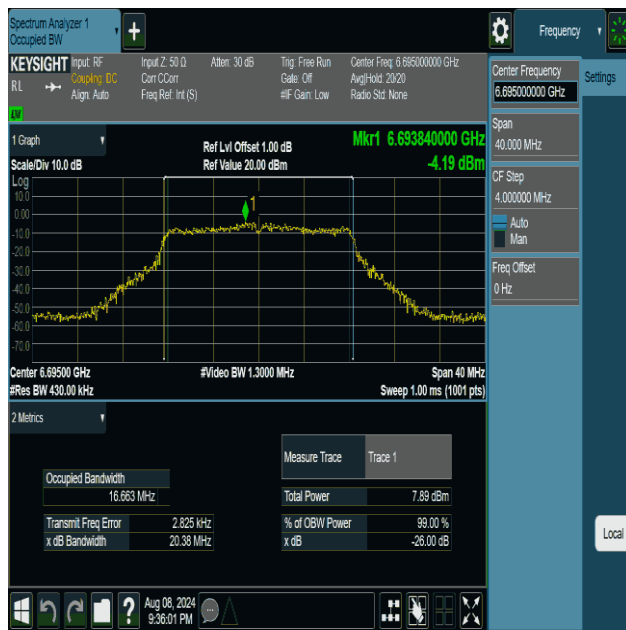 Spectrum Analyzer 1
Occupied BW
Frequency
KEYSIGHT
RL
Input: RF
Coupling: DC
Align: Auto
Input Z: 50 Ω
Corr CCorr
Freq Ref: Int (S)
Atten: 30 dB
Trig: Free Run
Gate: Off
#IF Gain: Low
Center Freq: 6.695000000 GHz
Avg|Hold: 20/20
Radio Std: None
Center Frequency
6.695000000 GHz
Settings
Span
40.000 MHz
CF Step
4.000000 MHz
Auto
Man
Freq Offset
0 Hz
Local
1 Graph
Scale/Div 10.0 dB
Ref Lvl Offset 1.00 dB
Ref Value 20.00 dBm
Mkr1 6.693840000 GHz
-4.19 dBm
Log
10.0
0.00
-10.0
-20.0
-30.0
-40.0
-50.0
-60.0
-70.0
1
Center 6.69500 GHz
#Res BW 430.00 kHz
#Video BW 1.3000 MHz
Span 40 MHz
Sweep 1.00 ms (1001 pts)
2 Metrics
Measure Trace
Trace 1
Occupied Bandwidth
16.663 MHz
Total Power
7.89 dBm
Transmit Freq Error
2.825 kHz
% of OBW Power
99.00 %
x dB Bandwidth
20.38 MHz
x dB
-26.00 dB
?
Aug 08, 2024
9:36:01 PM